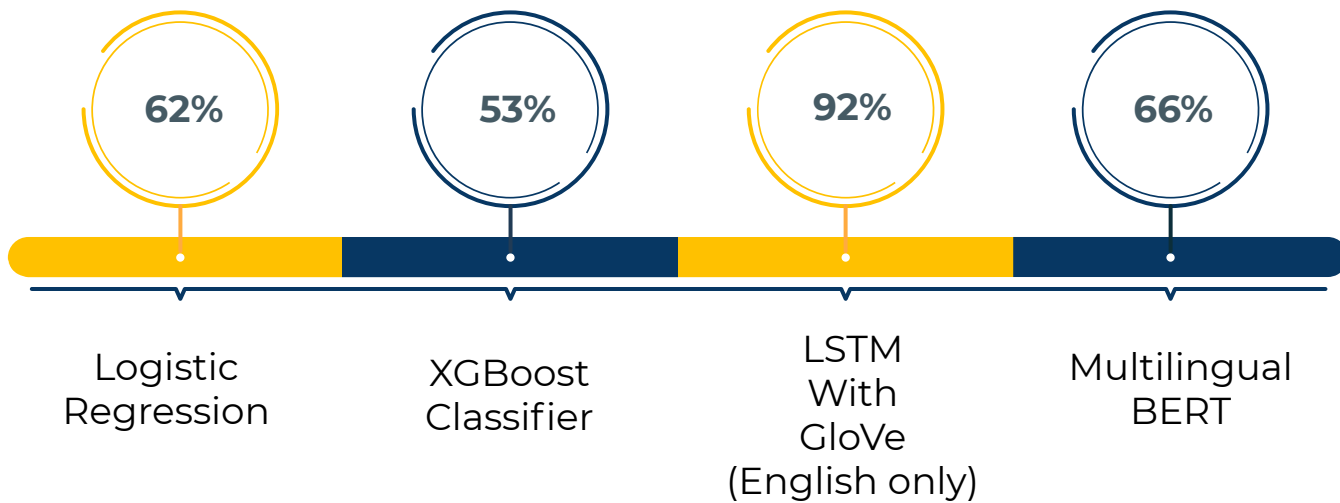 62%
53%
92%
66%
Logistic
Regression
XGBoost
Classifier
LSTM
With
GloVe
(English only)
Multilingual
BERT